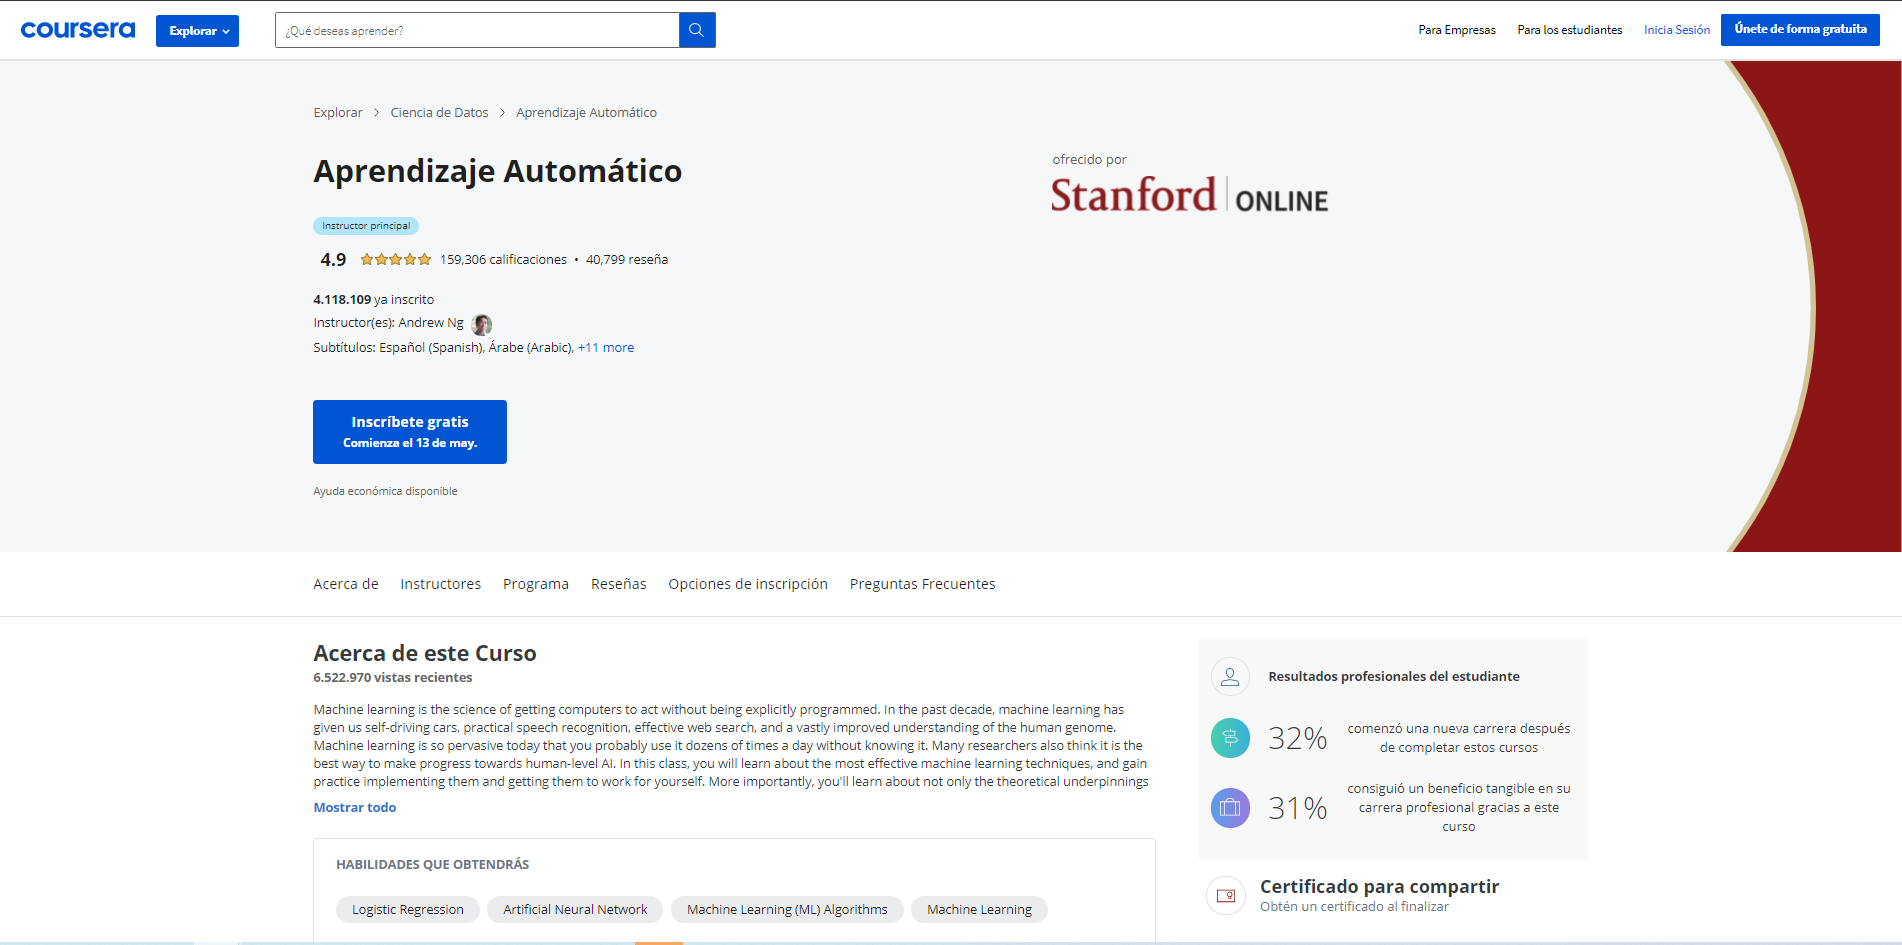 coursera
Explorar
¿Qué deseas aprender?
Para Empresas
Para los estudiantes
Inicia Sesión
Únete de forma gratuita
Explorar > Ciencia de Datos > Aprendizaje Automático
Aprendizaje Automático
Instructor principal
4.9 159,306 calificaciones • 40,799 reseña
4.118.109 ya inscrito
Instructor(es): Andrew Ng
Subtítulos: Español (Spanish), Árabe (Arabic), +11 more
Inscríbete gratis
Comienza el 13 de may.
Ayuda económica disponible
ofrecido por
Stanford | ONLINE
Acerca de
Instructores
Programa
Reseñas
Opciones de inscripción
Preguntas Frecuentes
Acerca de este Curso
6.522.970 vistas recientes
Machine learning is the science of getting computers to act without being explicitly programmed. In the past decade, machine learning has
given us self-driving cars, practical speech recognition, effective web search, and a vastly improved understanding of the human genome.
Machine learning is so pervasive today that you probably use it dozens of times a day without knowing it. Many researchers also think it is the
best way to make progress towards human-level AI. In this class, you will learn about the most effective machine learning techniques, and gain
practice implementing them and getting them to work for yourself. More importantly, you'll learn about not only the theoretical underpinnings
Mostrar todo
HABILIDADES QUE OBTENDRÁS
Logistic Regression
Artificial Neural Network
Machine Learning (ML) Algorithms
Machine Learning
Resultados profesionales del estudiante
32%
comenzó una nueva carrera después
de completar estos cursos
31%
consiguió un beneficio tangible en su
carrera profesional gracias a este
curso
Certificado para compartir
Obtén un certificado al finalizar